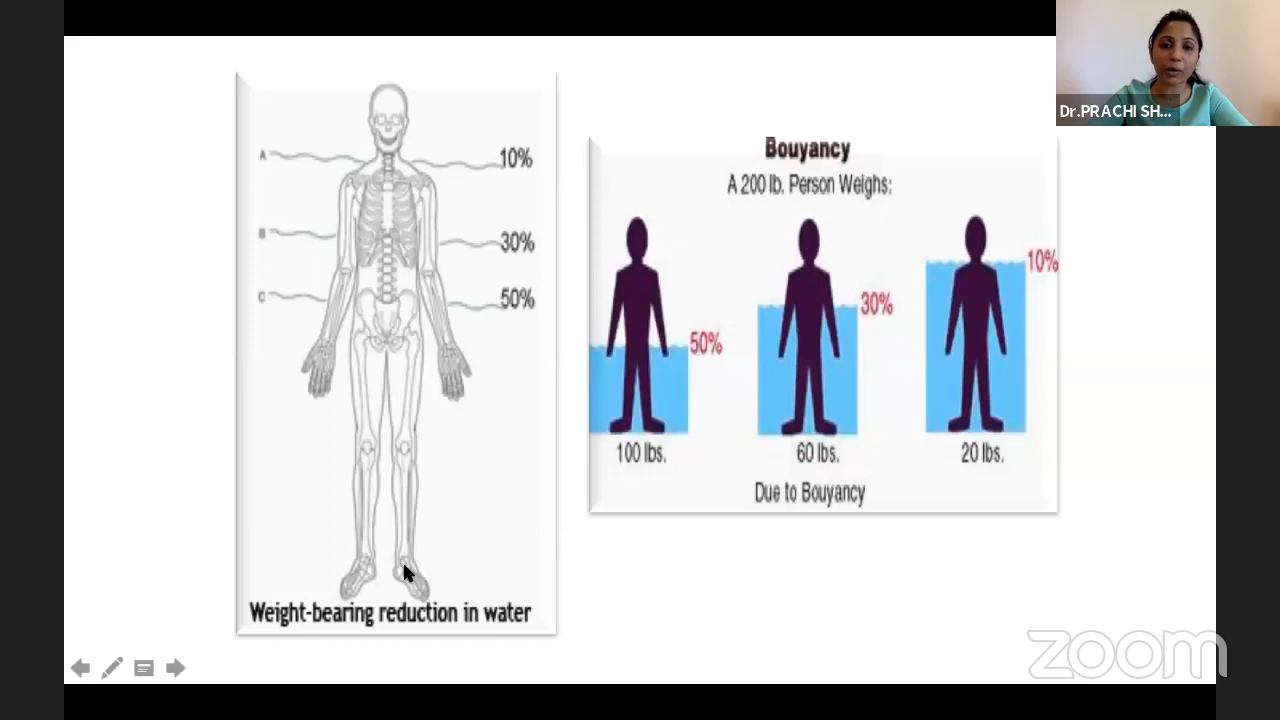 A
10%
B
30%
C
50%
Weight-bearing reduction in water
Bouyancy
A 200 lb. Person Weighs:
50%
30%
10%
100 lbs.
60 lbs.
20 lbs.
Due to Bouyancy
Dr.PRACHI SH...
zoom